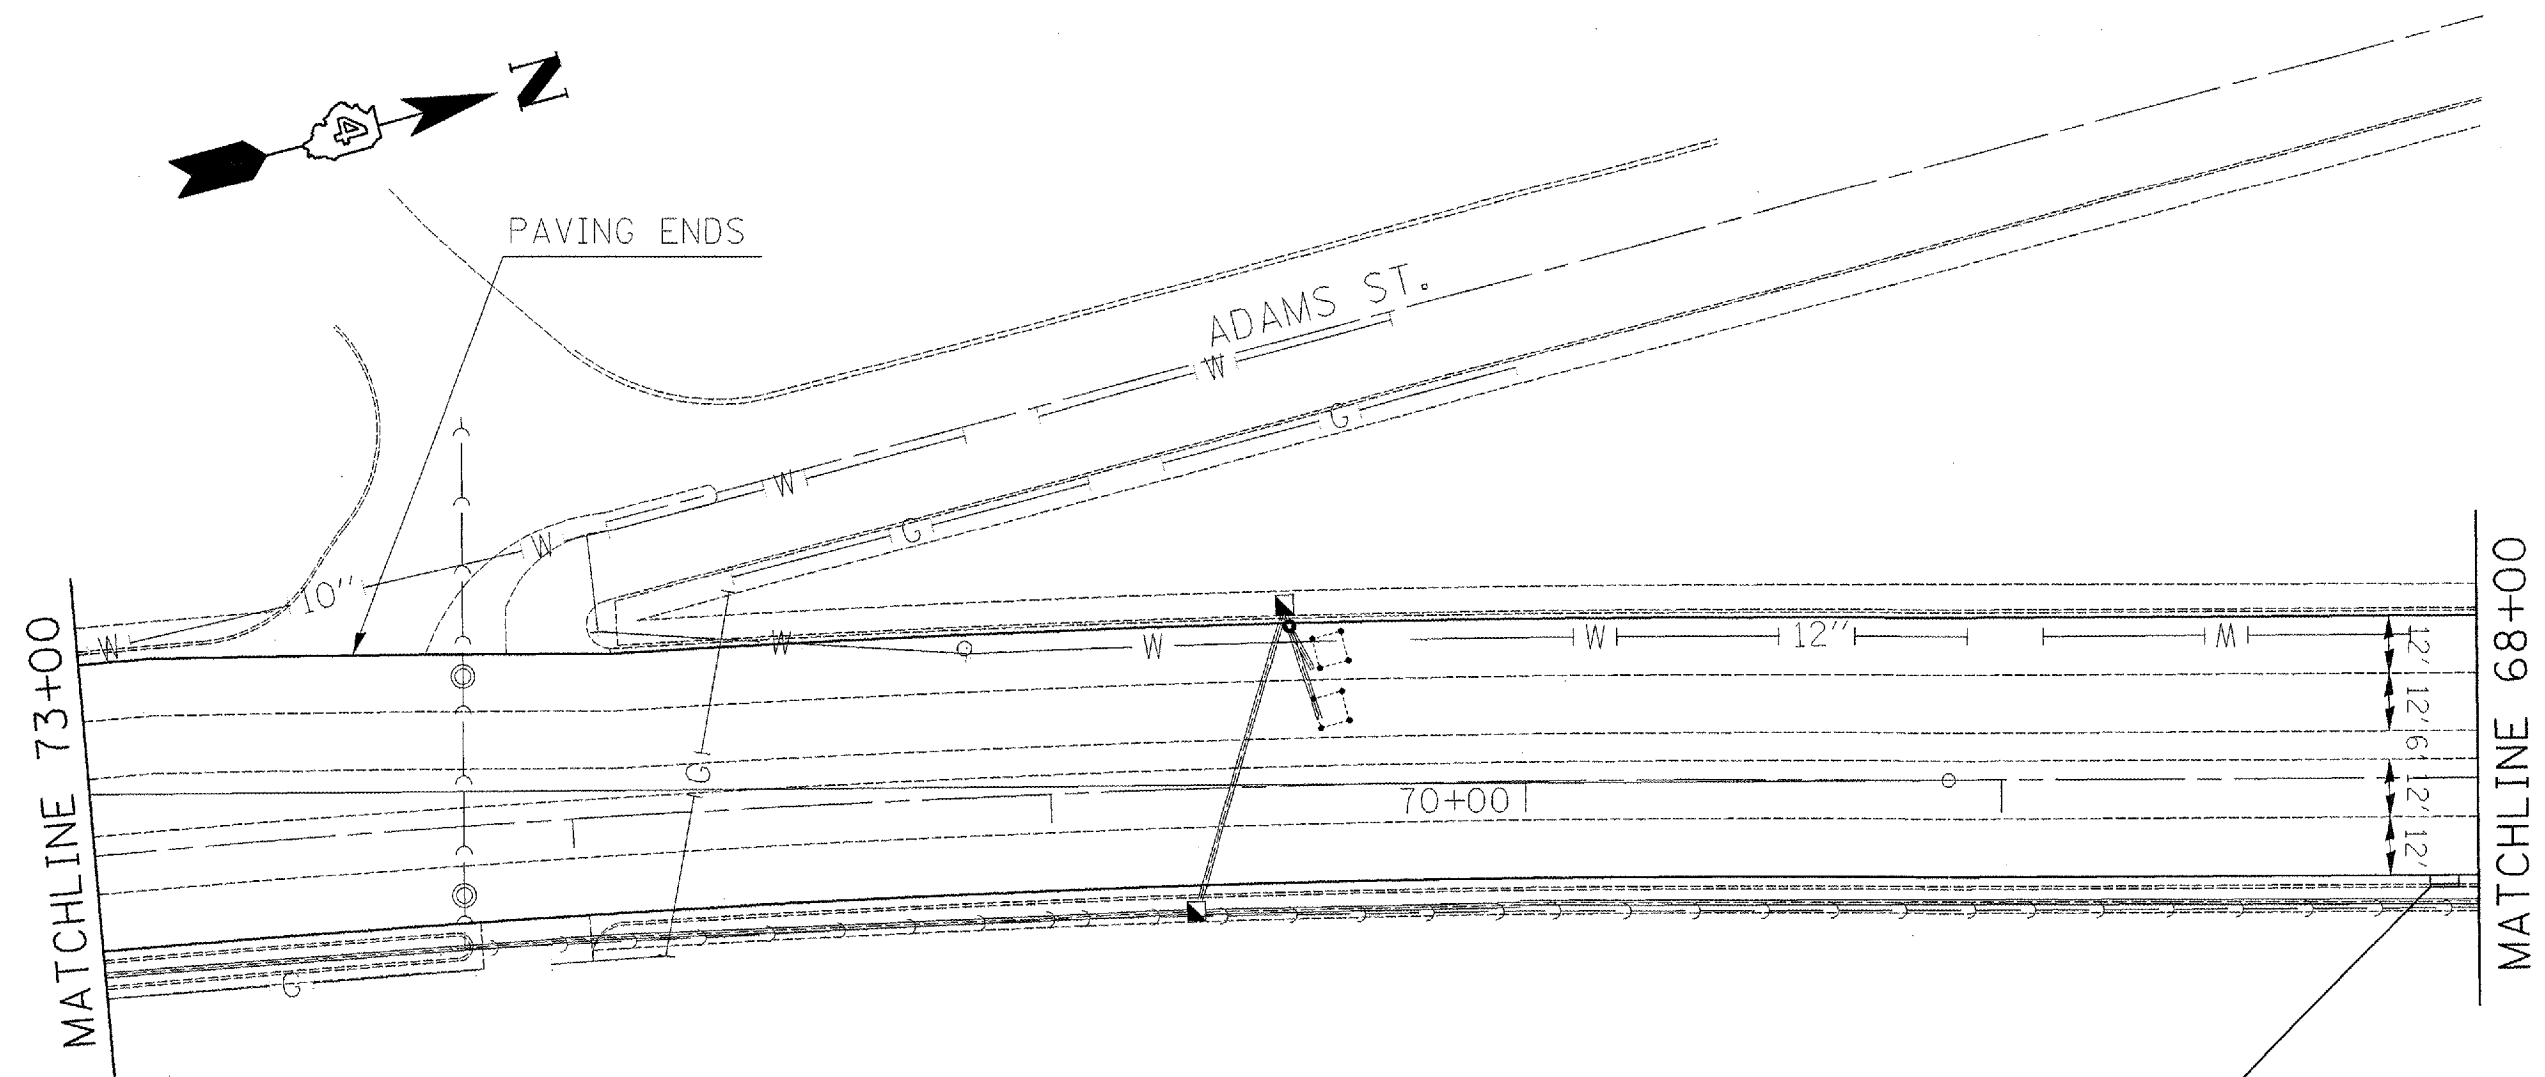 N
4
PAVING ENDS
ADAMS ST.
W
G
W
G
W
10"
W
W
W
W
12"
W
12'
12'
6'
12'
12'
G
70+00
G
MATCHLINE 73+00
MATCHLINE 68+00